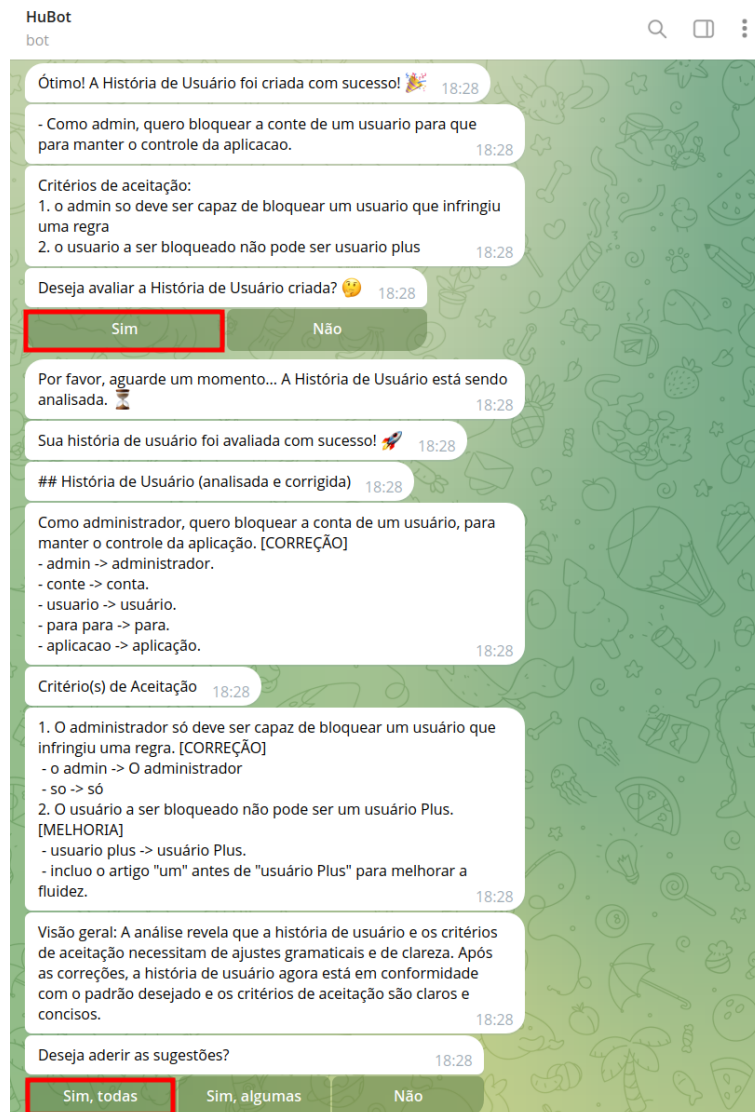 HuBot
bot
Ótimo! A História de Usuário foi criada com sucesso! 🎉 18:28
- Como admin, quero bloquear a conte de um usuario para que
para manter o controle da aplicacao. 18:28
Critérios de aceitação:
1. o admin so deve ser capaz de bloquear um usuario que infringiu
uma regra
2. o usuario a ser bloqueado não pode ser usuario plus 18:28
Deseja avaliar a História de Usuário criada? 🤔 18:28
Sim Não
Por favor, aguarde um momento... A História de Usuário está sendo
analisada. ⏳ 18:28
Sua história de usuário foi avaliada com sucesso! 🚀 18:28
## História de Usuário (analisada e corrigida) 18:28
Como administrador, quero bloquear a conta de um usuário, para
manter o controle da aplicação. [CORREÇÃO]
- admin -> administrador.
- conte -> conta.
- usuario -> usuário.
- para para -> para.
- aplicacao -> aplicação. 18:28
Critério(s) de Aceitação 18:28
1. O administrador só deve ser capaz de bloquear um usuário que
infringiu uma regra. [CORREÇÃO]
- o admin -> O administrador
- so -> só
2. O usuário a ser bloqueado não pode ser um usuário Plus.
[MELHORIA]
- usuario plus -> usuário Plus.
- incluo o artigo "um" antes de "usuário Plus" para melhorar a
fluidez. 18:28
Visão geral: A análise revela que a história de usuário e os critérios
de aceitação necessitam de ajustes gramaticais e de clareza. Após
as correções, a história de usuário agora está em conformidade
com o padrão desejado e os critérios de aceitação são claros e
concisos. 18:28
Deseja aderir as sugestões? 18:28
Sim, todas Sim, algumas Não